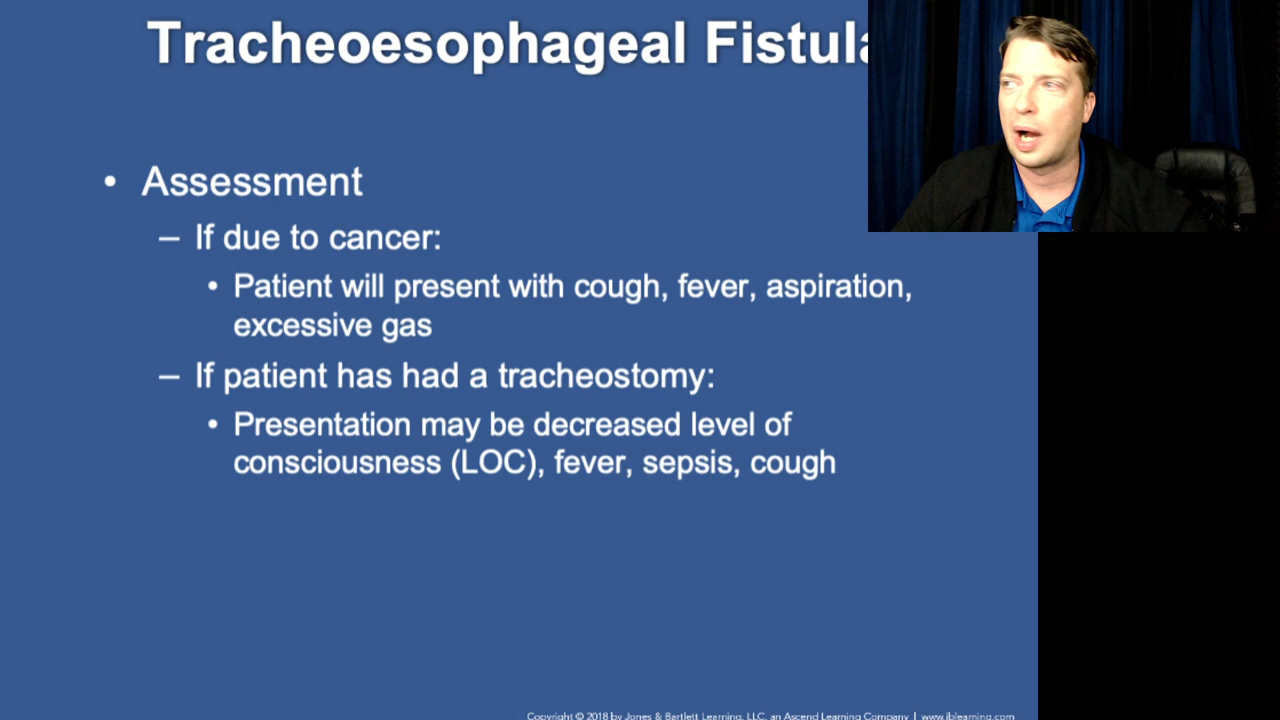 Tracheoesophageal Fistula
• Assessment
– If due to cancer:
• Patient will present with cough, fever, aspiration,
excessive gas
– If patient has had a tracheostomy:
• Presentation may be decreased level of
consciousness (LOC), fever, sepsis, cough
Copyright © 2018 by Jones & Bartlett Learning, LLC, an Ascend Learning Company | www.jblearning.com